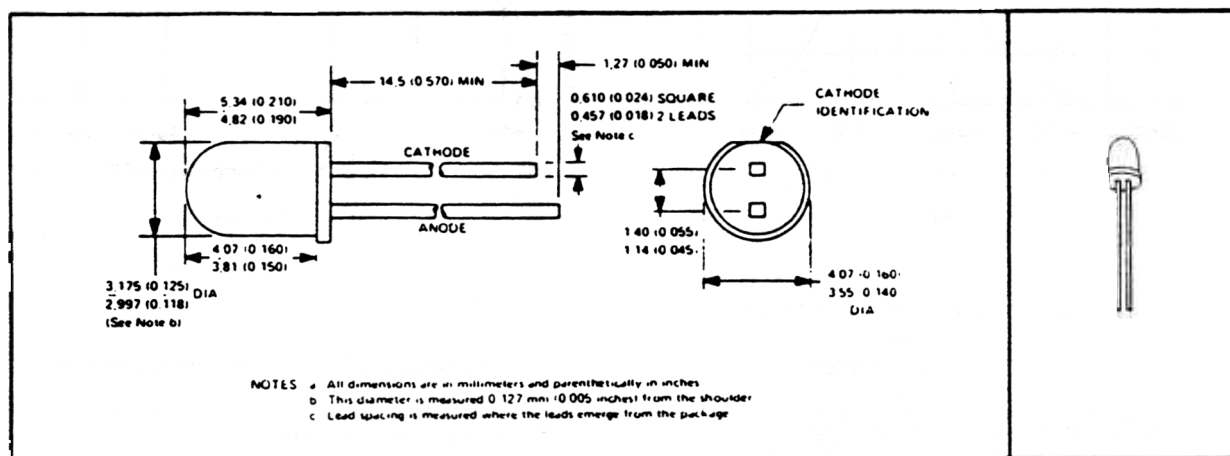 14,5 (0.570) MIN
1,27 (0.050) MIN
5,34 (0.210)
4,82 (0.190)
0,610 (0.024) SQUARE
0,457 (0.018) 2 LEADS
See Note c
CATHODE
IDENTIFICATION
CATHODE
ANODE
4,07 (0.160)
3,81 (0.150)
3,175 (0.125)
2,997 (0.118)
DIA
(See Note b)
1,40 (0.055)
1,14 (0.045)
4,07 (0.160)
3,55 0.140
DIA
NOTES a All dimensions are in millimeters and parenthetically in inches
b This diameter is measured 0.127 mm (0.005 inches) from the shoulder
c Lead spacing is measured where the leads emerge from the package